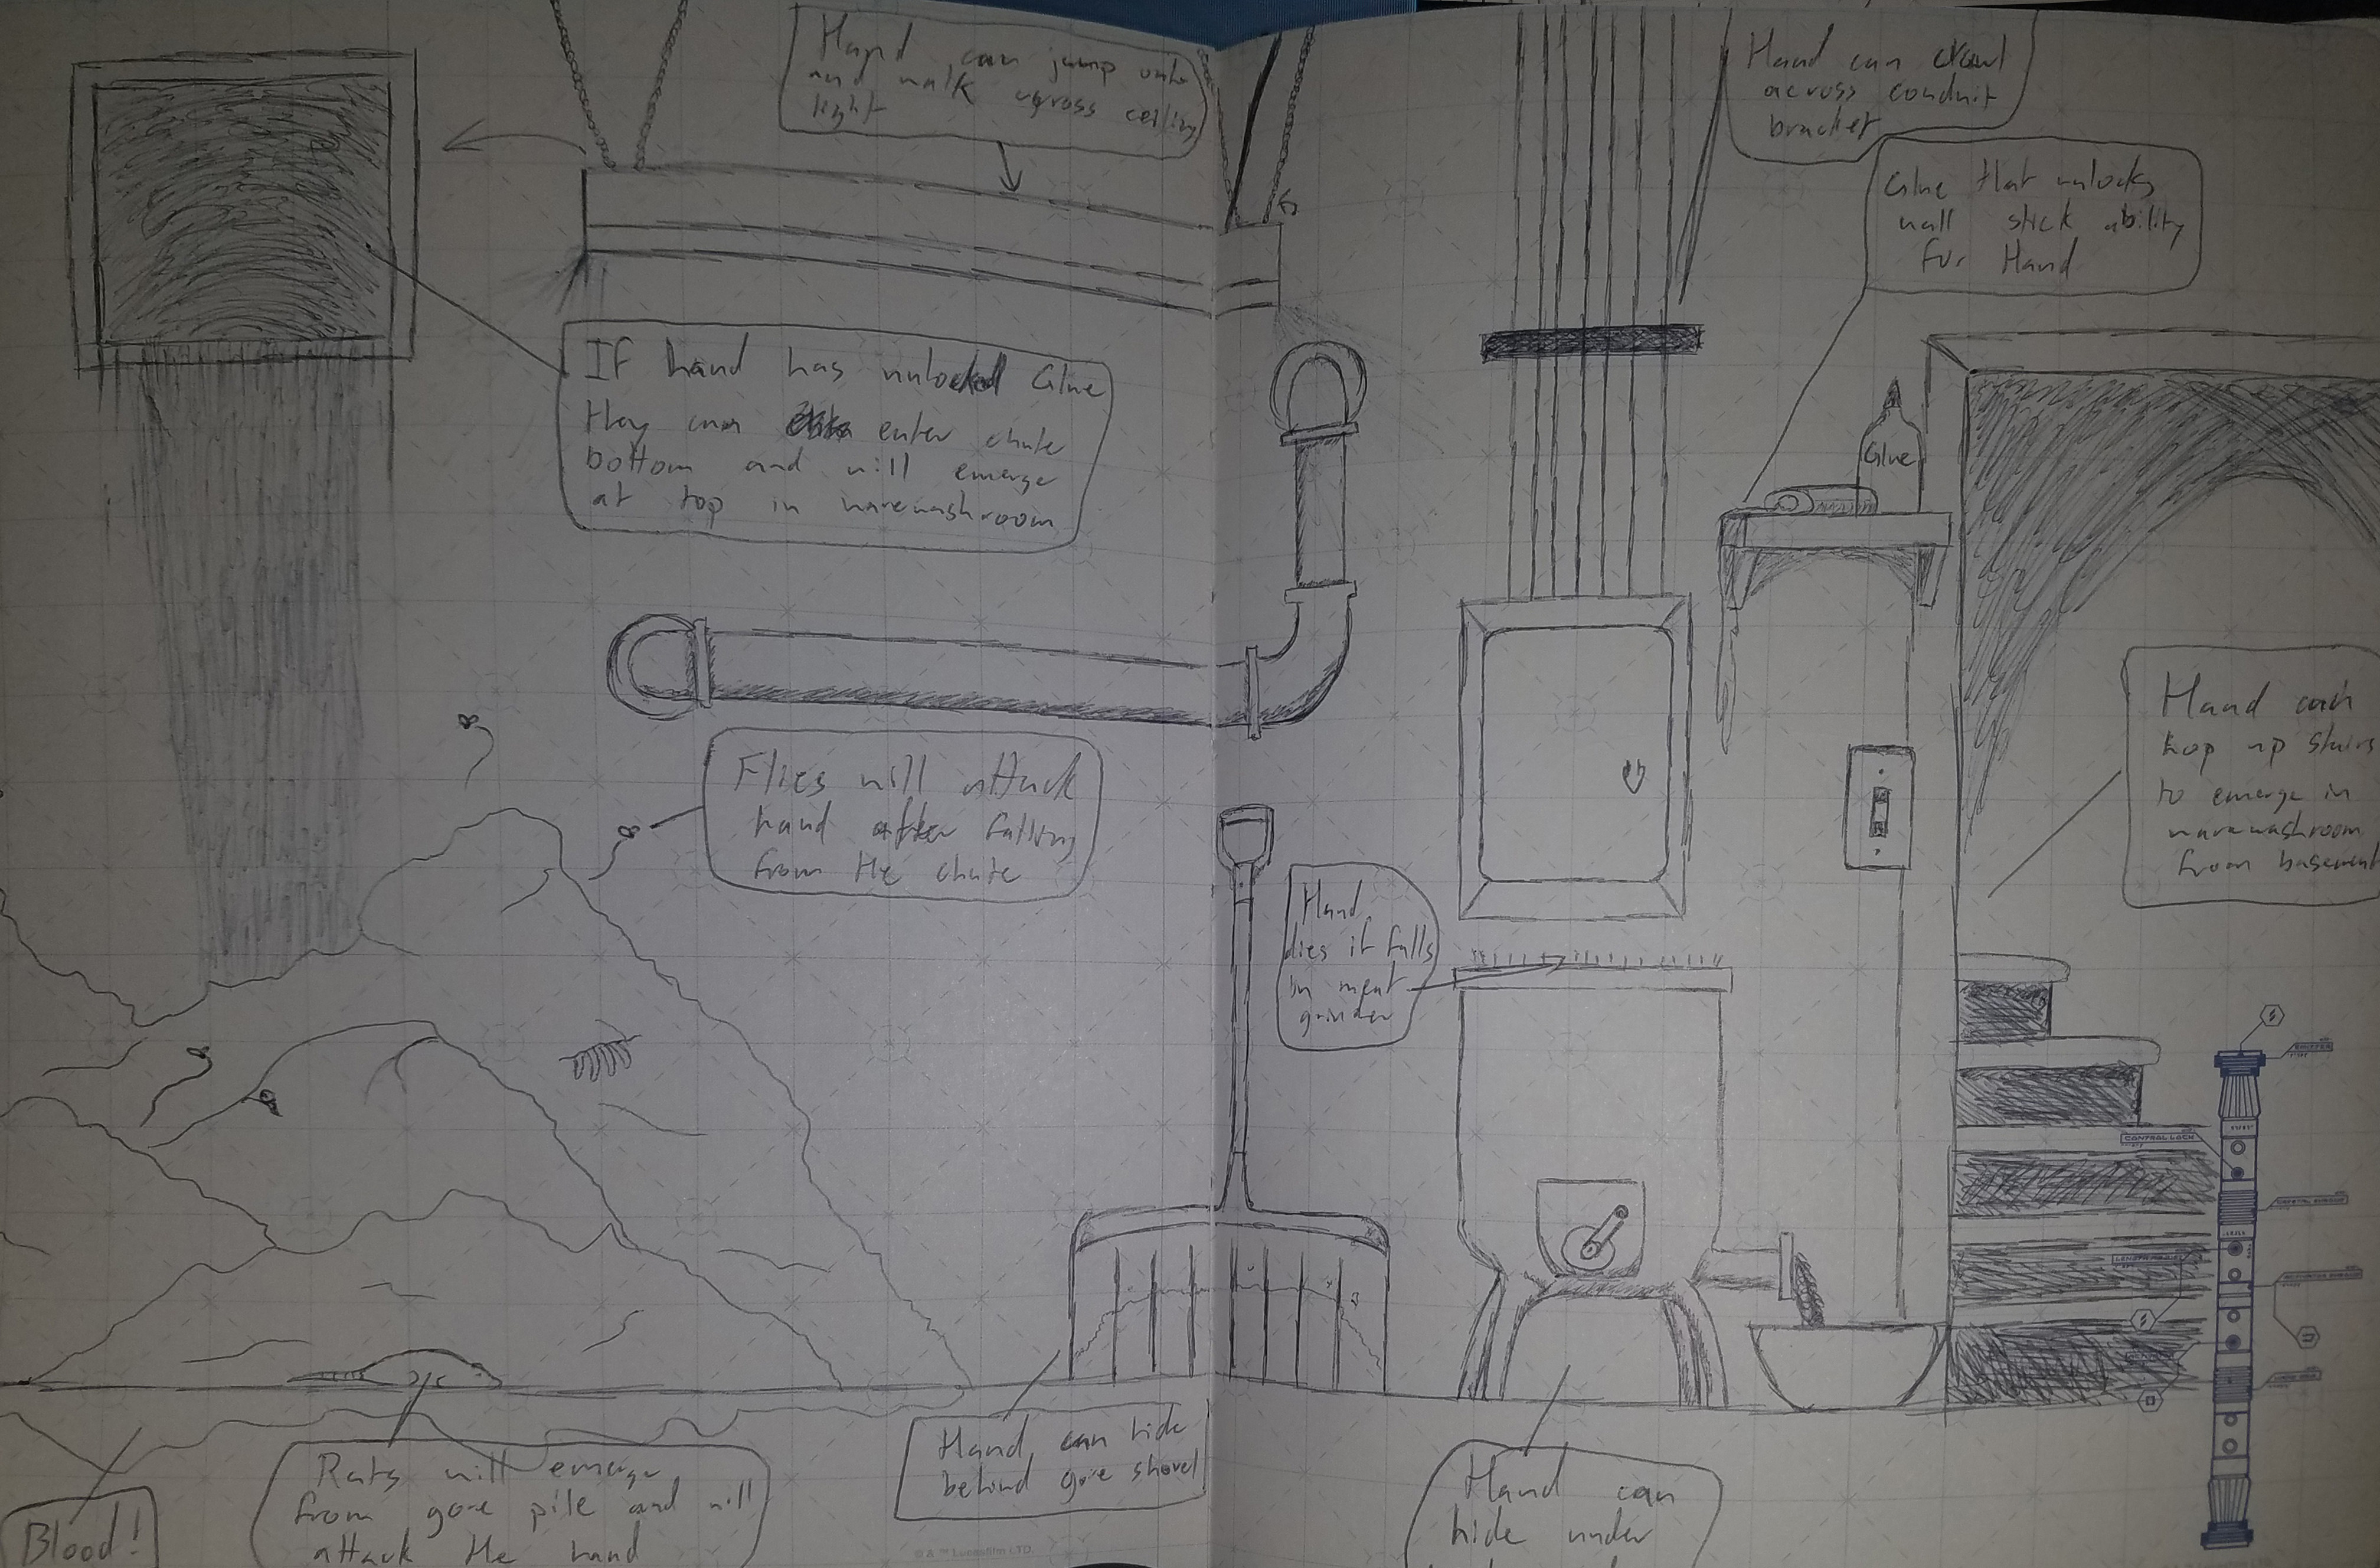 Hand can jump onto
and walk across ceiling
light
Hand can crawl
across conduit
bracket
Glue that unlocks
wall stick ability
for Hand
If hand has unlocked Glue
they can enter chute
bottom and will emerge
at top in warewashroom
Glue
Hand can
hop up stairs
to emerge in
warewashroom
from basement
Flies will attack
hand after falling
from the chute
Hand
dies if falls
in meat
grinder
CONTROL LOCK
Hand can hide
behind gore shovel
Rats will emerge
from gore pile and will
attack the hand
Blood!
Hand can
hide under
© & ™ Lucasfilm LTD.